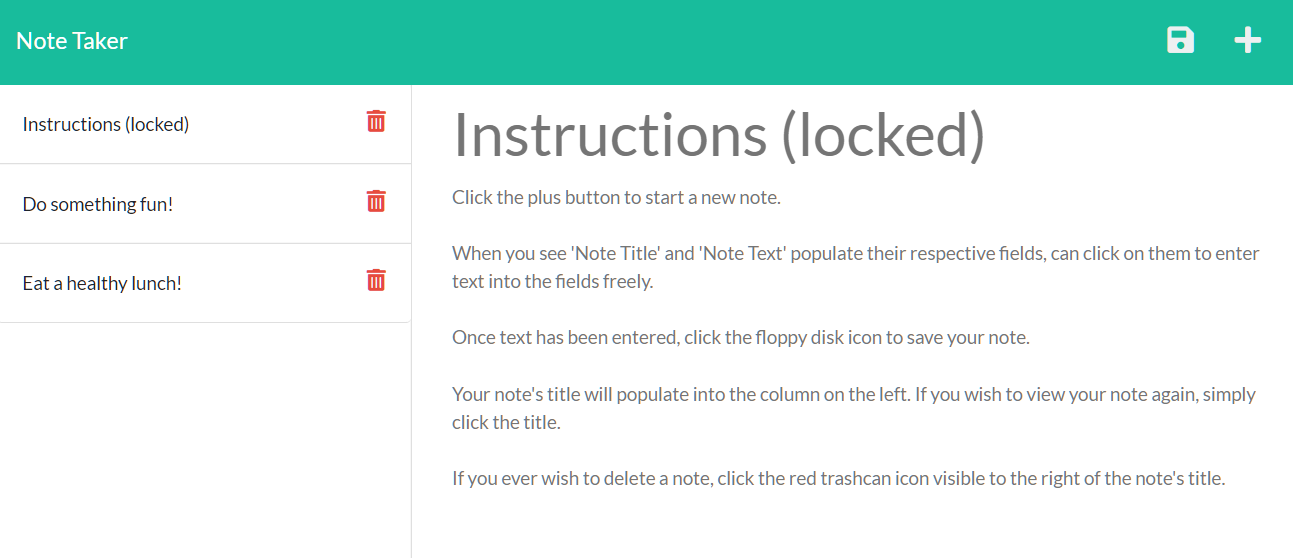 Note Taker
Instructions (locked)
Do something fun!
Eat a healthy lunch!
Instructions (locked)
Click the plus button to start a new note.
When you see 'Note Title' and 'Note Text' populate their respective fields, can click on them to enter
text into the fields freely.
Once text has been entered, click the floppy disk icon to save your note.
Your note's title will populate into the column on the left. If you wish to view your note again, simply
click the title.
If you ever wish to delete a note, click the red trashcan icon visible to the right of the note's title.